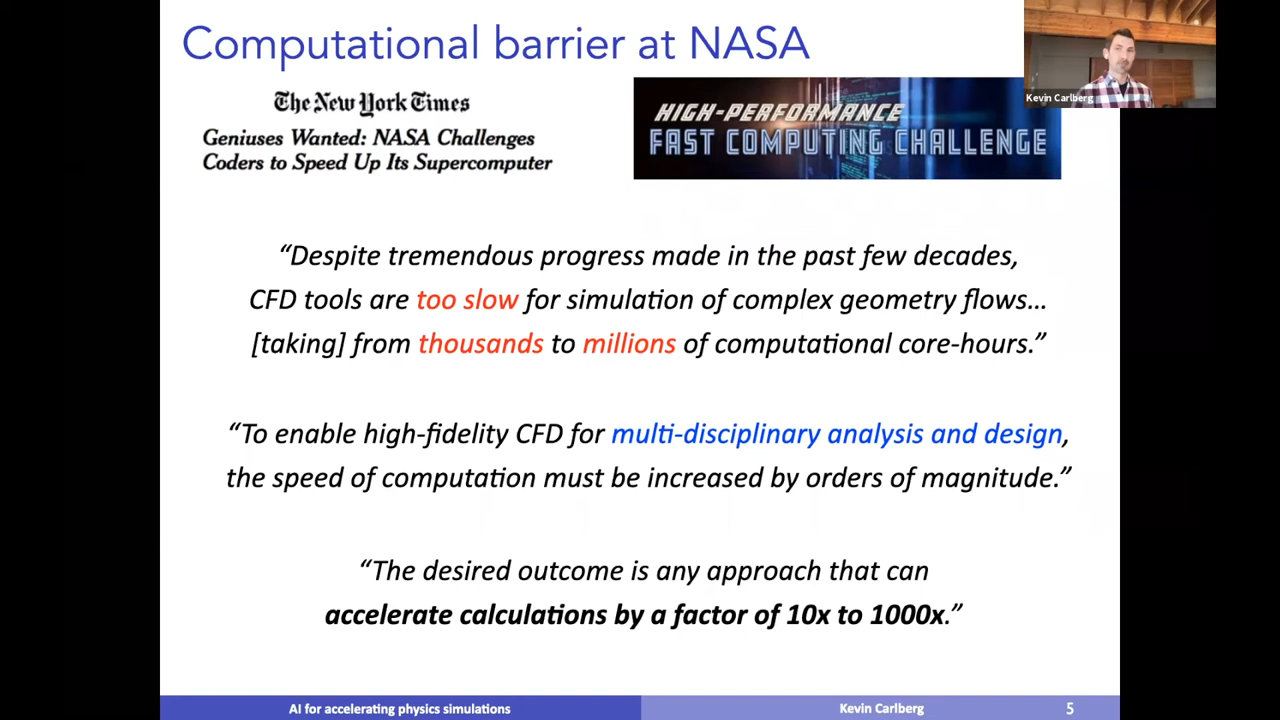 Computational barrier at NASA
Kevin Carlberg
The New York Times
Geniuses Wanted: NASA Challenges
Coders to Speed Up Its Supercomputer
HIGH-PERFORMANCE
FAST COMPUTING CHALLENGE
“Despite tremendous progress made in the past few decades,
CFD tools are too slow for simulation of complex geometry flows…
[taking] from thousands to millions of computational core-hours.”
“To enable high-fidelity CFD for multi-disciplinary analysis and design,
the speed of computation must be increased by orders of magnitude.”
“The desired outcome is any approach that can
accelerate calculations by a factor of 10x to 1000x.”
AI for accelerating physics simulations
Kevin Carlberg
5